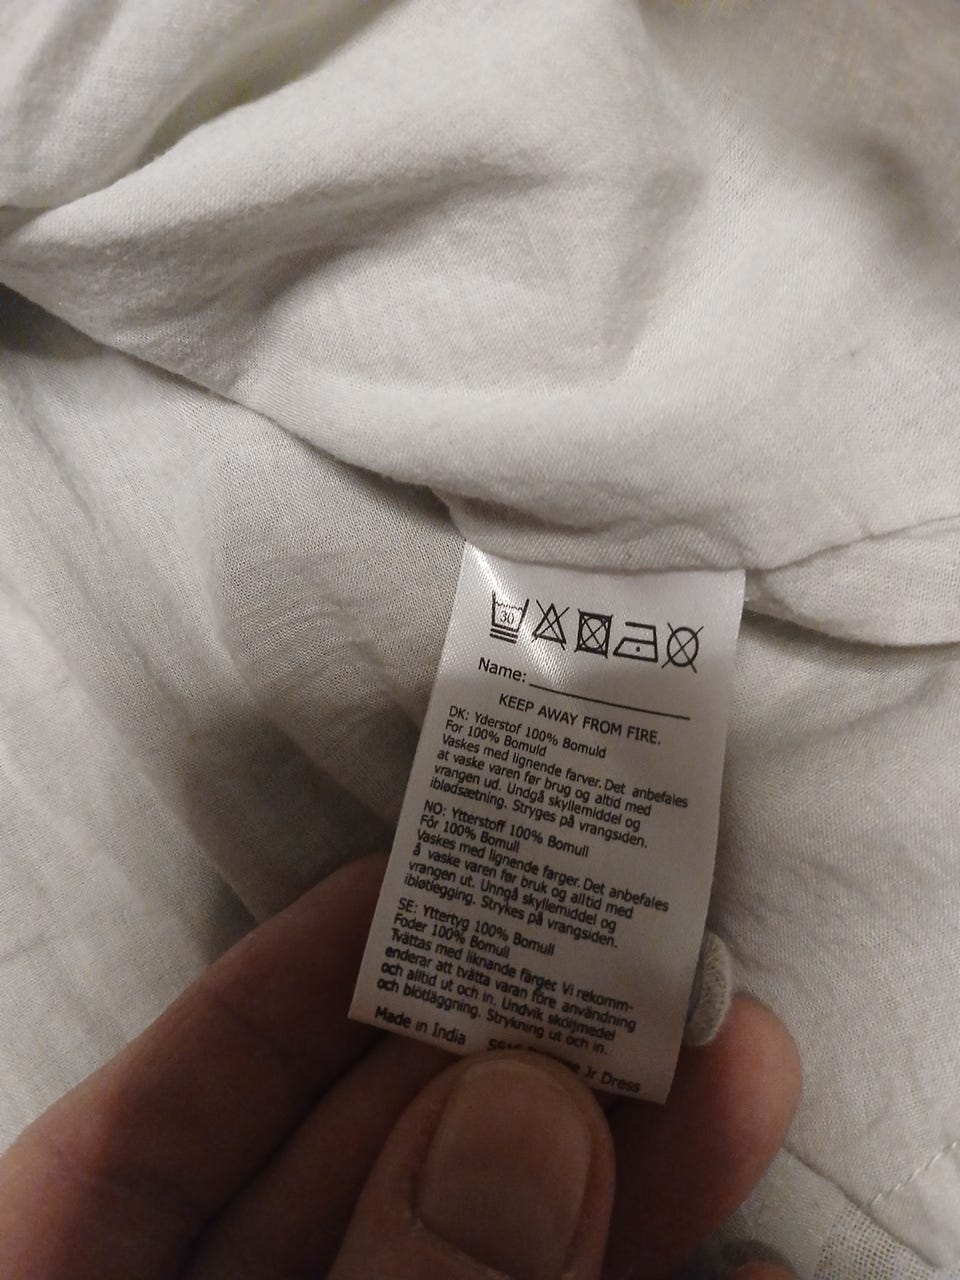 30
Name:
KEEP AWAY FROM FIRE.
DK: Yderstof 100% Bomuld
For 100% Bomuld
Vaskes med lignende farver. Det anbefales
at vaske varen før brug og altid med
vrangen ud. Undgå skyllemiddel og
iblødsætning. Stryges på vrangsiden.
NO: Ytterstoff 100% Bomull
Fôr 100% Bomull
Vaskes med lignende farger. Det anbefales
å vaske varen før bruk og alltid med
vrangen ut. Unngå skyllemiddel og
ibløtlegging. Strykes på vrangsiden.
SE: Yttertyg 100% Bomull
Foder 100% Bomull
Tvättas med liknande färger. Vi rekomm-
enderar att tvätta varan före användning
och alltid ut och in. Undvik sköljmedel
och blötläggning. Strykning ut och in.
Made in India
Jr Dress